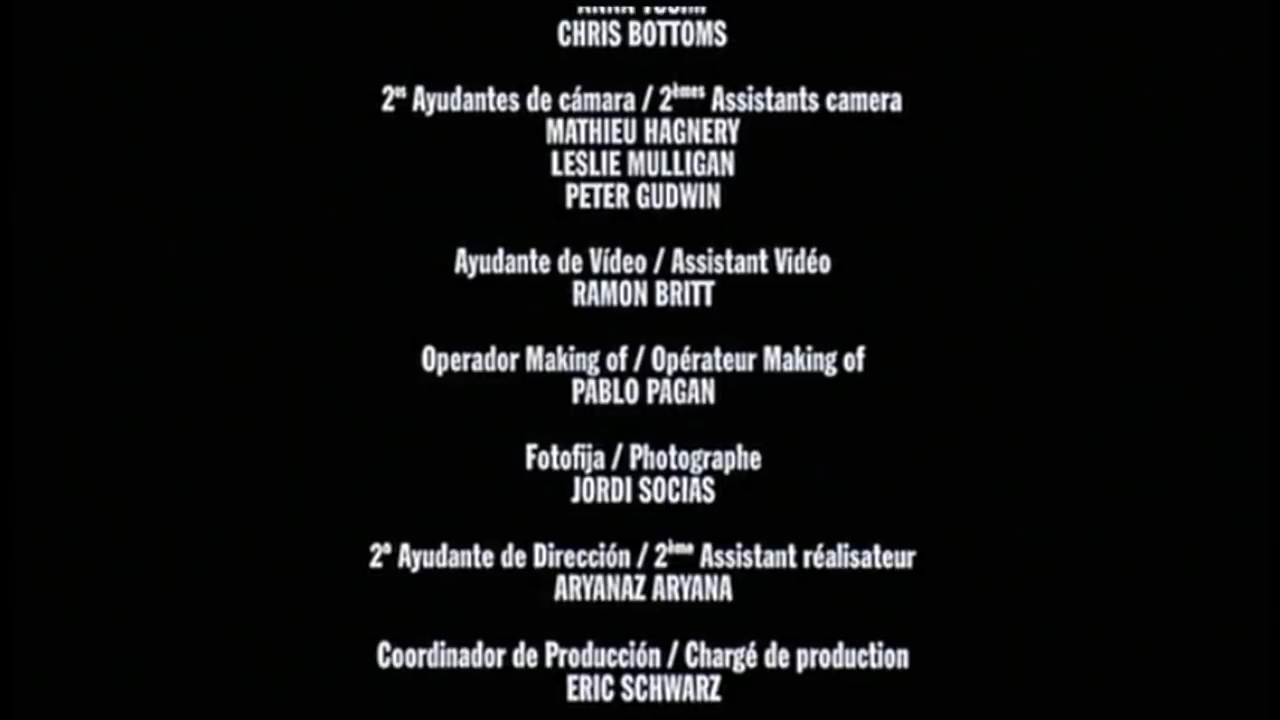 CHRIS BOTTOMS
2os Ayudantes de cámara / 2èmes Assistants camera
MATHIEU HAGNERY
LESLIE MULLIGAN
PETER GUDWIN
Ayudante de Vídeo / Assistant Vidéo
RAMON BRITT
Operador Making of / Opérateur Making of
PABLO PAGAN
Fotofija / Photographe
JORDI SOCIAS
2º Ayudante de Dirección / 2ème Assistant réalisateur
ARYANAZ ARYANA
Coordinador de Producción / Chargé de production
ERIC SCHWARZ